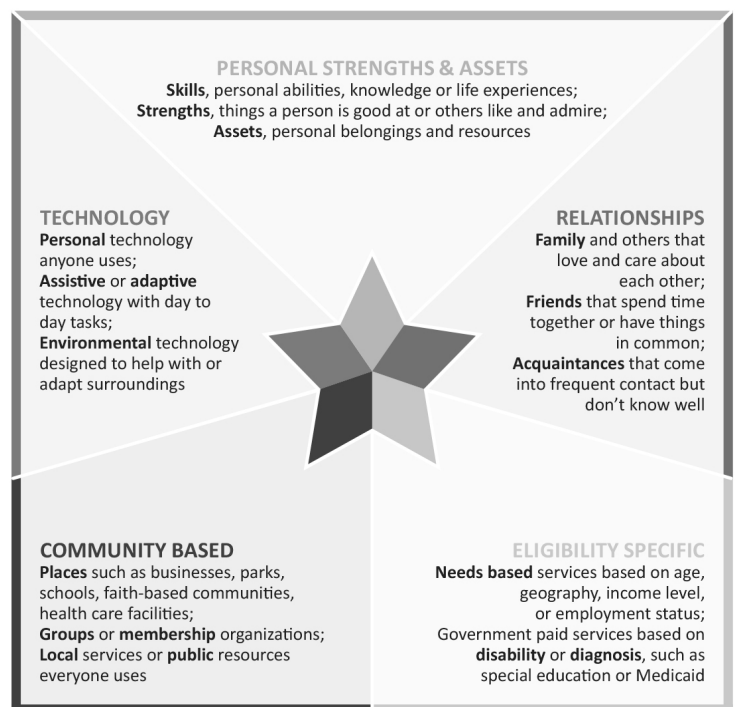 PERSONAL STRENGTHS & ASSETS
Skills, personal abilities, knowledge or life experiences;
Strengths, things a person is good at or others like and admire;
Assets, personal belongings and resources
TECHNOLOGY
Personal technology
anyone uses;
Assistive or adaptive
technology with day to
day tasks;
Environmental technology
designed to help with or
adapt surroundings
RELATIONSHIPS
Family and others that
love and care about
each other;
Friends that spend time
together or have things
in common;
Acquaintances that come
into frequent contact but
don’t know well
COMMUNITY BASED
Places such as businesses, parks,
schools, faith-based communities,
health care facilities;
Groups or membership organizations;
Local services or public resources
everyone uses
ELIGIBILITY SPECIFIC
Needs based services based on age,
geography, income level,
or employment status;
Government paid services based on
disability or diagnosis, such as
special education or Medicaid